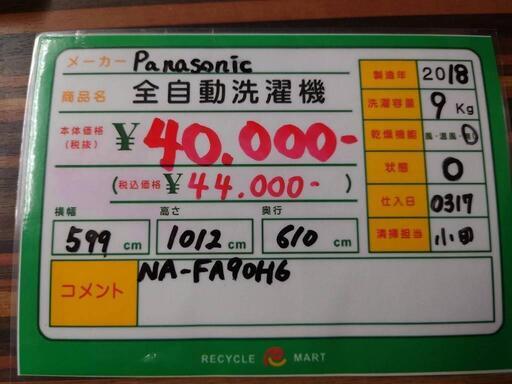 メーカー Panasonic
商品名 全自動洗濯機
本体価格 (税抜) ¥40.000-
(税込価格 ¥44.000- )
横幅 599 cm
高さ 1012 cm
奥行 610 cm
製造年 2018
洗濯容量 9 Kg
乾燥機能 風・温風・
状態 0
仕入日 0317
清掃担当 小田
コメント NA-FA90H6
RECYCLE MART